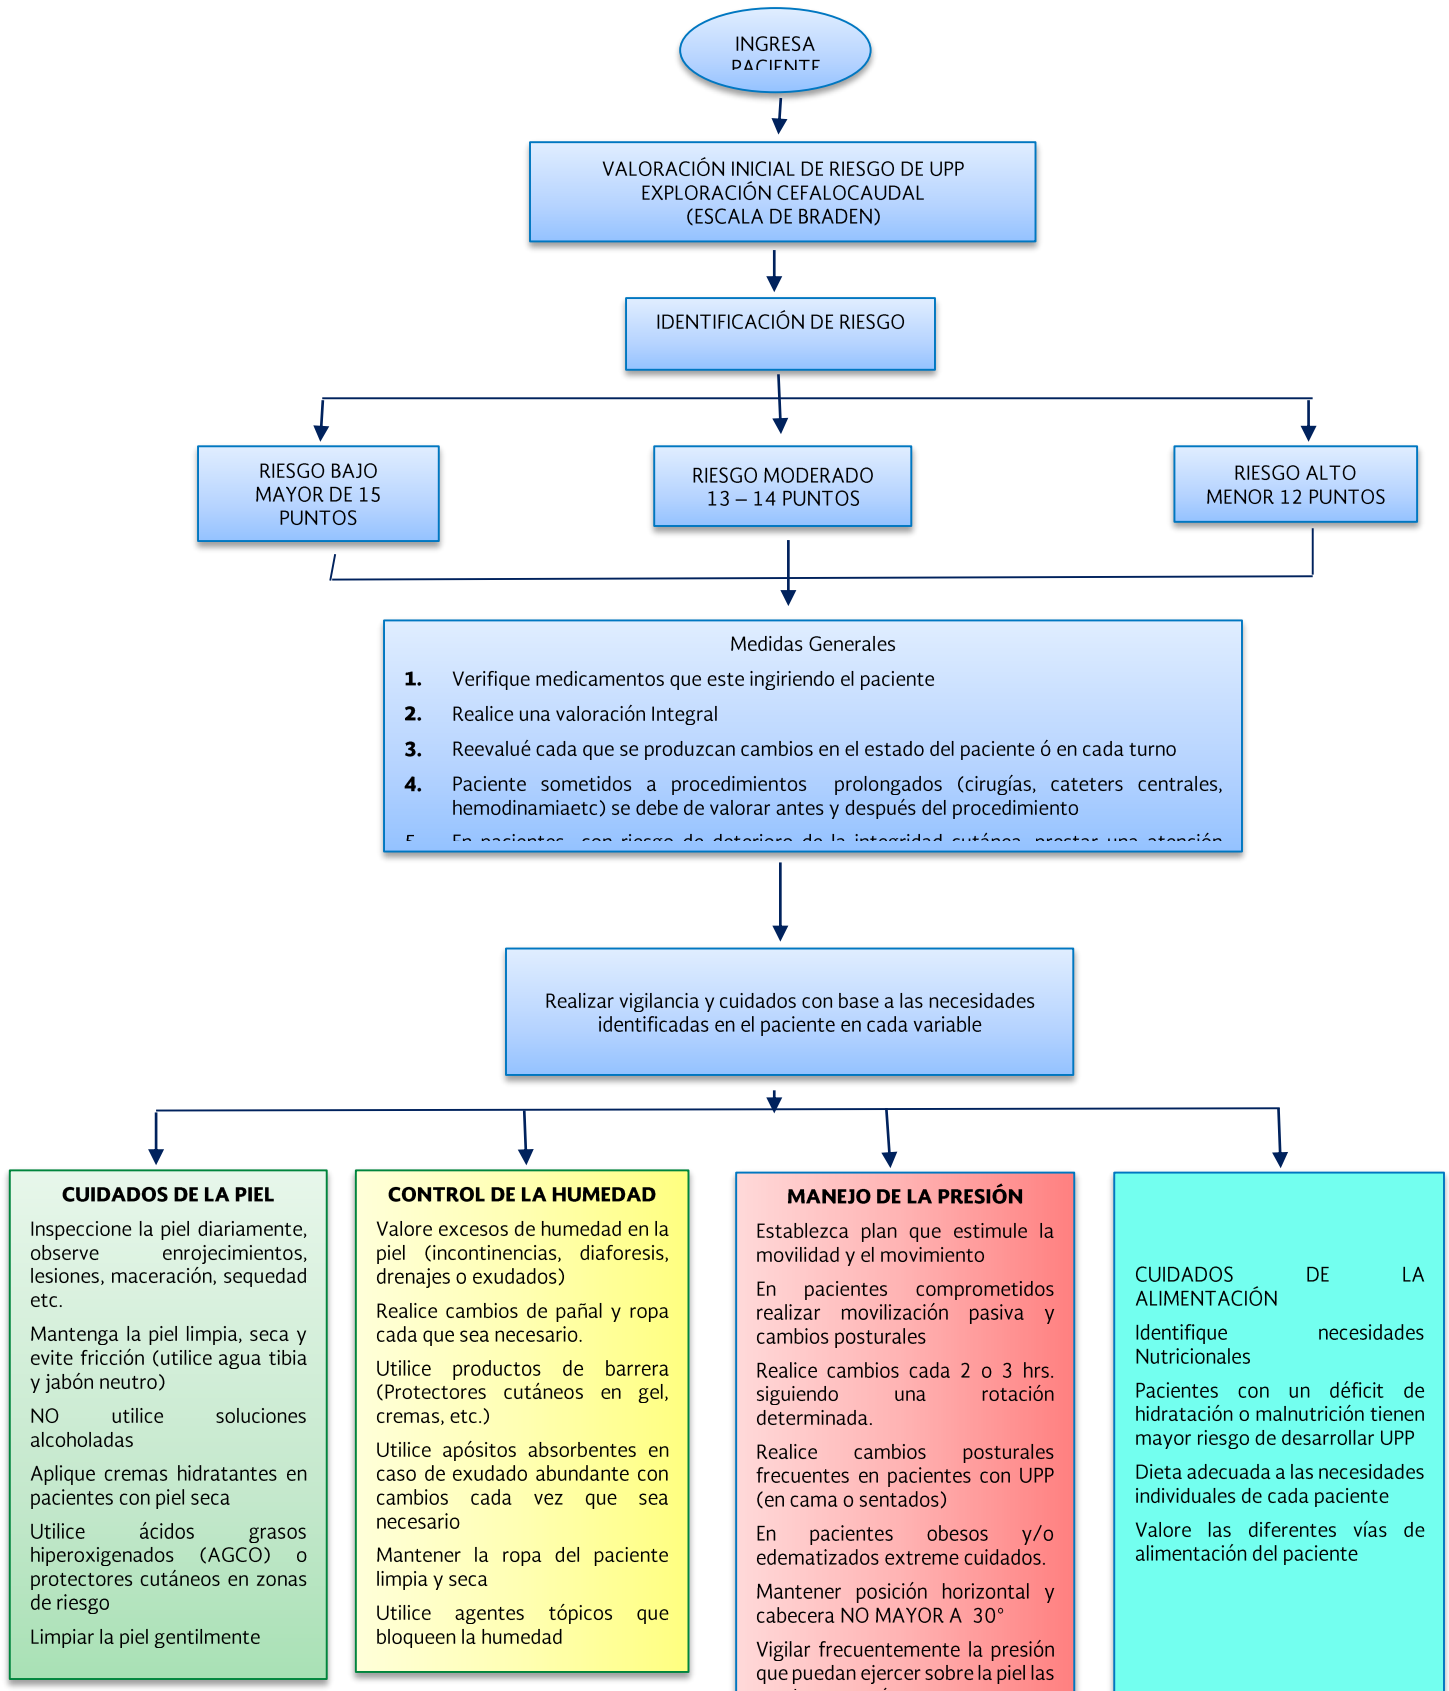 INGRESA
PACIENTE
VALORACIÓN INICIAL DE RIESGO DE UPP
EXPLORACIÓN CEFALOCAUDAL
(ESCALA DE BRADEN)
IDENTIFICACIÓN DE RIESGO
RIESGO BAJO
MAYOR DE 15
PUNTOS
RIESGO MODERADO
13 – 14 PUNTOS
RIESGO ALTO
MENOR 12 PUNTOS
Medidas Generales
1. Verifique medicamentos que este ingiriendo el paciente
2. Realice una valoración Integral
3. Reevalué cada que se produzcan cambios en el estado del paciente ó en cada turno
4. Paciente sometidos a procedimientos prolongados (cirugías, cateters centrales,
hemodinamiaetc) se debe de valorar antes y después del procedimiento
5. En pacientes con riesgo de deterioro de la integridad cutánea, prestar una atención
Realizar vigilancia y cuidados con base a las necesidades
identificadas en el paciente en cada variable
CUIDADOS DE LA PIEL
Inspeccione la piel diariamente,
observe enrojecimientos,
lesiones, maceración, sequedad
etc.
Mantenga la piel limpia, seca y
evite fricción (utilice agua tibia
y jabón neutro)
NO utilice soluciones
alcoholadas
Aplique cremas hidratantes en
pacientes con piel seca
Utilice ácidos grasos
hiperoxigenados (AGCO) o
protectores cutáneos en zonas
de riesgo
Limpiar la piel gentilmente
CONTROL DE LA HUMEDAD
Valore excesos de humedad en la
piel (incontinencias, diaforesis,
drenajes o exudados)
Realice cambios de pañal y ropa
cada que sea necesario.
Utilice productos de barrera
(Protectores cutáneos en gel,
cremas, etc.)
Utilice apósitos absorbentes en
caso de exudado abundante con
cambios cada vez que sea
necesario
Mantener la ropa del paciente
limpia y seca
Utilice agentes tópicos que
bloqueen la humedad
MANEJO DE LA PRESIÓN
Establezca plan que estimule la
movilidad y el movimiento
En pacientes comprometidos
realizar movilización pasiva y
cambios posturales
Realice cambios cada 2 o 3 hrs.
siguiendo una rotación
determinada.
Realice cambios posturales
frecuentes en pacientes con UPP
(en cama o sentados)
En pacientes obesos y/o
edematizados extreme cuidados.
Mantener posición horizontal y
cabecera NO MAYOR A 30°
Vigilar frecuentemente la presión
que puedan ejercer sobre la piel las
CUIDADOS DE LA
ALIMENTACIÓN
Identifique necesidades
Nutricionales
Pacientes con un déficit de
hidratación o malnutrición tienen
mayor riesgo de desarrollar UPP
Dieta adecuada a las necesidades
individuales de cada paciente
Valore las diferentes vías de
alimentación del paciente